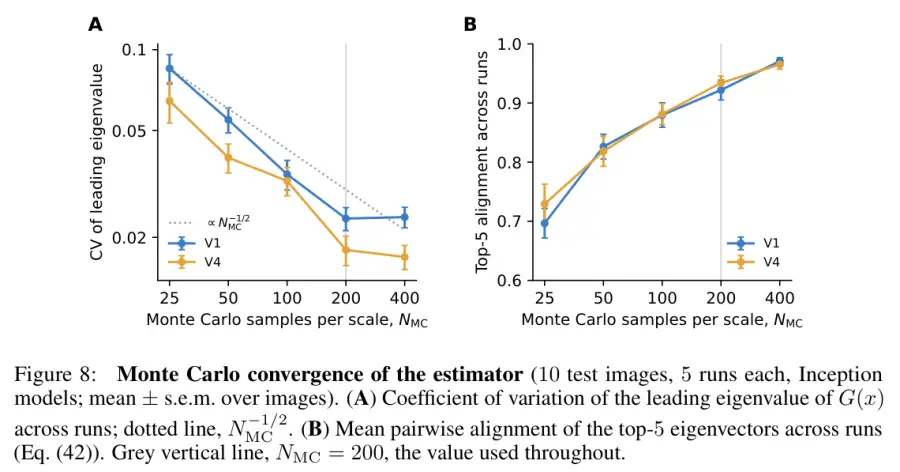 A
B
CV of leading eigenvalue
0.1
0.05
0.02
∝ N_MC^{-1/2}
V1
V4
25 50 100 200 400
Monte Carlo samples per scale, N_MC
Top-5 alignment across runs
1.0
0.9
0.8
0.7
0.6
V1
V4
25 50 100 200 400
Monte Carlo samples per scale, N_MC
Figure 8: Monte Carlo convergence of the estimator (10 test images, 5 runs each, Inception
models; mean ± s.e.m. over images). (A) Coefficient of variation of the leading eigenvalue of G(x)
across runs; dotted line, N_MC^{-1/2}. (B) Mean pairwise alignment of the top-5 eigenvectors across runs
(Eq. (42)). Grey vertical line, N_MC = 200, the value used throughout.